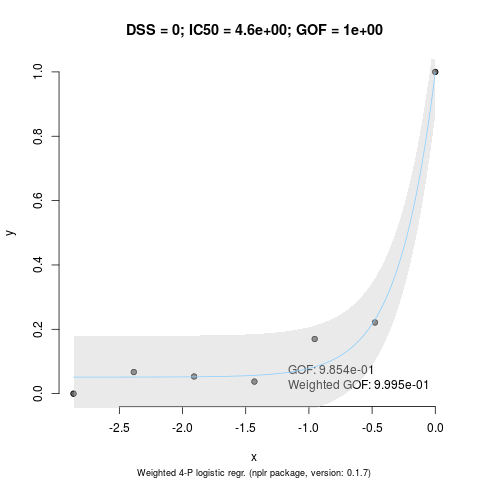 DSS = 0; IC50 = 4.6e+00; GOF = 1e+00
1.0
0.8
0.6
0.4
0.2
0.0
y
GOF: 9.854e-01
Weighted GOF: 9.995e-01
-2.5 -2.0 -1.5 -1.0 -0.5 0.0
x
Weighted 4-P logistic regr. (nplr package, version: 0.1.7)